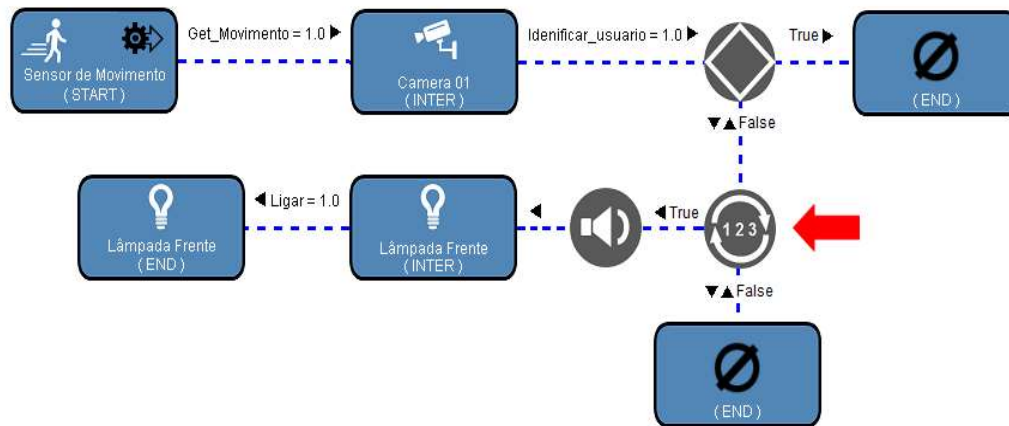 Get_Movimento = 1.0
Idenificar_usuario = 1.0
True
Sensor de Movimento
(START)
Camera 01
(INTER)
(END)
False
Ligar = 1.0
True
1 2 3
Lâmpada Frente
(END)
Lâmpada Frente
(INTER)
False
(END)